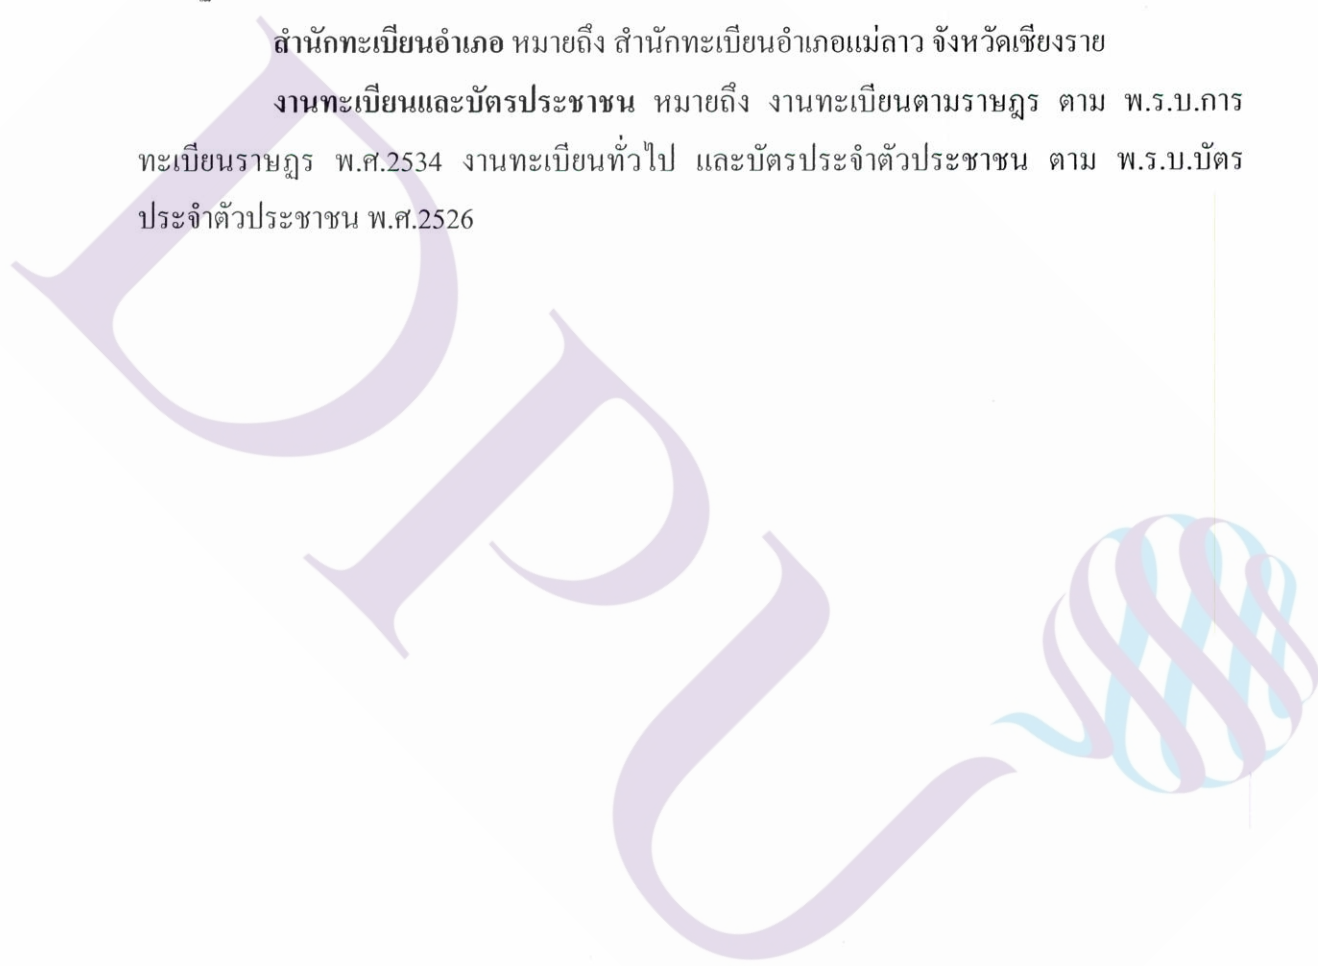 สำนักทะเบียนอำเภอ หมายถึง สำนักทะเบียนอำเภอแม่ลาว จังหวัดเชียงราย
งานทะเบียนและบัตรประชาชน หมายถึง งานทะเบียนตามราษฎร ตาม พ.ร.บ.การ
ทะเบียนราษฎร พ.ศ.2534 งานทะเบียนทั่วไป และบัตรประจำตัวประชาชน ตาม พ.ร.บ.บัตร
ประจำตัวประชาชน พ.ศ.2526
DPU